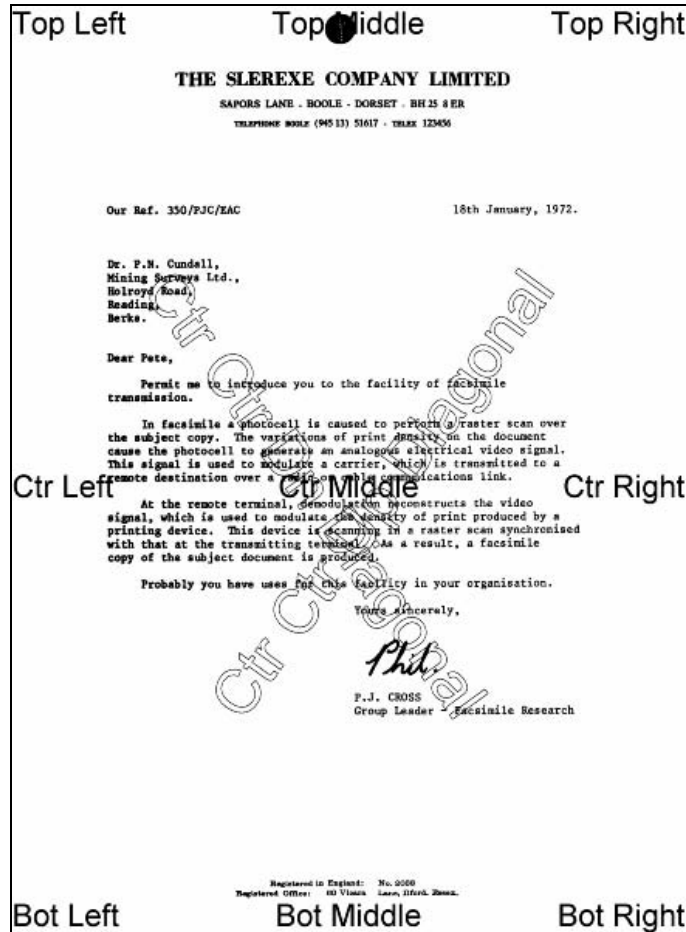 Top Left Top Middle Top Right
THE SLEREXE COMPANY LIMITED
SAPORS LANE - BOOLE - DORSET - BH 25 8 ER
TELEPHONE BOOLE (945 13) 51617 - TELEX 123456
Our Ref. 350/PJC/EAC 18th January, 1972.
Dr. P.N. Cundall,
Mining Surveys Ltd.,
Holroyd Road,
Reading,
Berks.
Dear Pete,
Permit me to introduce you to the facility of facsimile
transmission.
In facsimile a photocell is caused to perform a raster scan over
the subject copy. The variations of print density on the document
cause the photocell to generate an analogous electrical video signal.
This signal is used to modulate a carrier, which is transmitted to a
remote destination over a radio or cable communications link.
Ctr Left Ctr Middle Ctr Right
At the remote terminal, demodulation reconstructs the video
signal, which is used to modulate the density of print produced by a
printing device. This device is scanning in a raster scan synchronised
with that at the transmitting terminal. As a result, a facsimile
copy of the subject document is produced.
Probably you have uses for this facility in your organisation.
Yours sincerely,
Phil.
P.J. CROSS
Group Leader - Facsimile Research
Ctr Diagonal
Ctr Diagonal
Registered in England: No. 2038
Registered Office: 60 Vicara Lane, Ilford. Essex.
Bot Left Bot Middle Bot Right